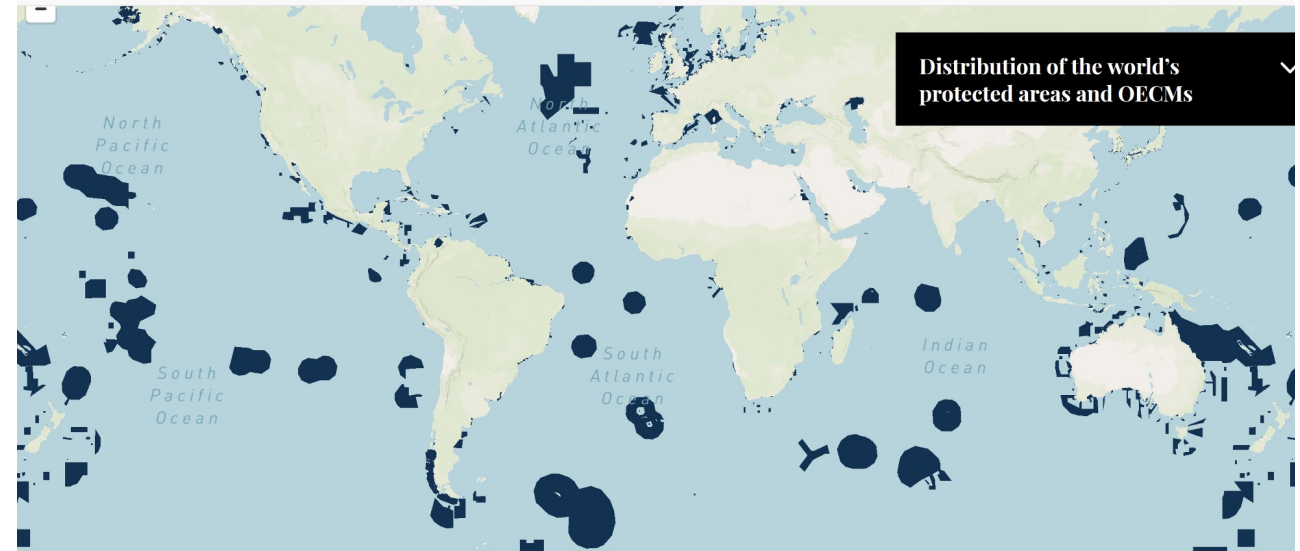 −
Distribution of the world's
protected areas and OECMs
North
Pacific
Ocean
North
Atlantic
Ocean
South
Pacific
Ocean
South
Atlantic
Ocean
Indian
Ocean